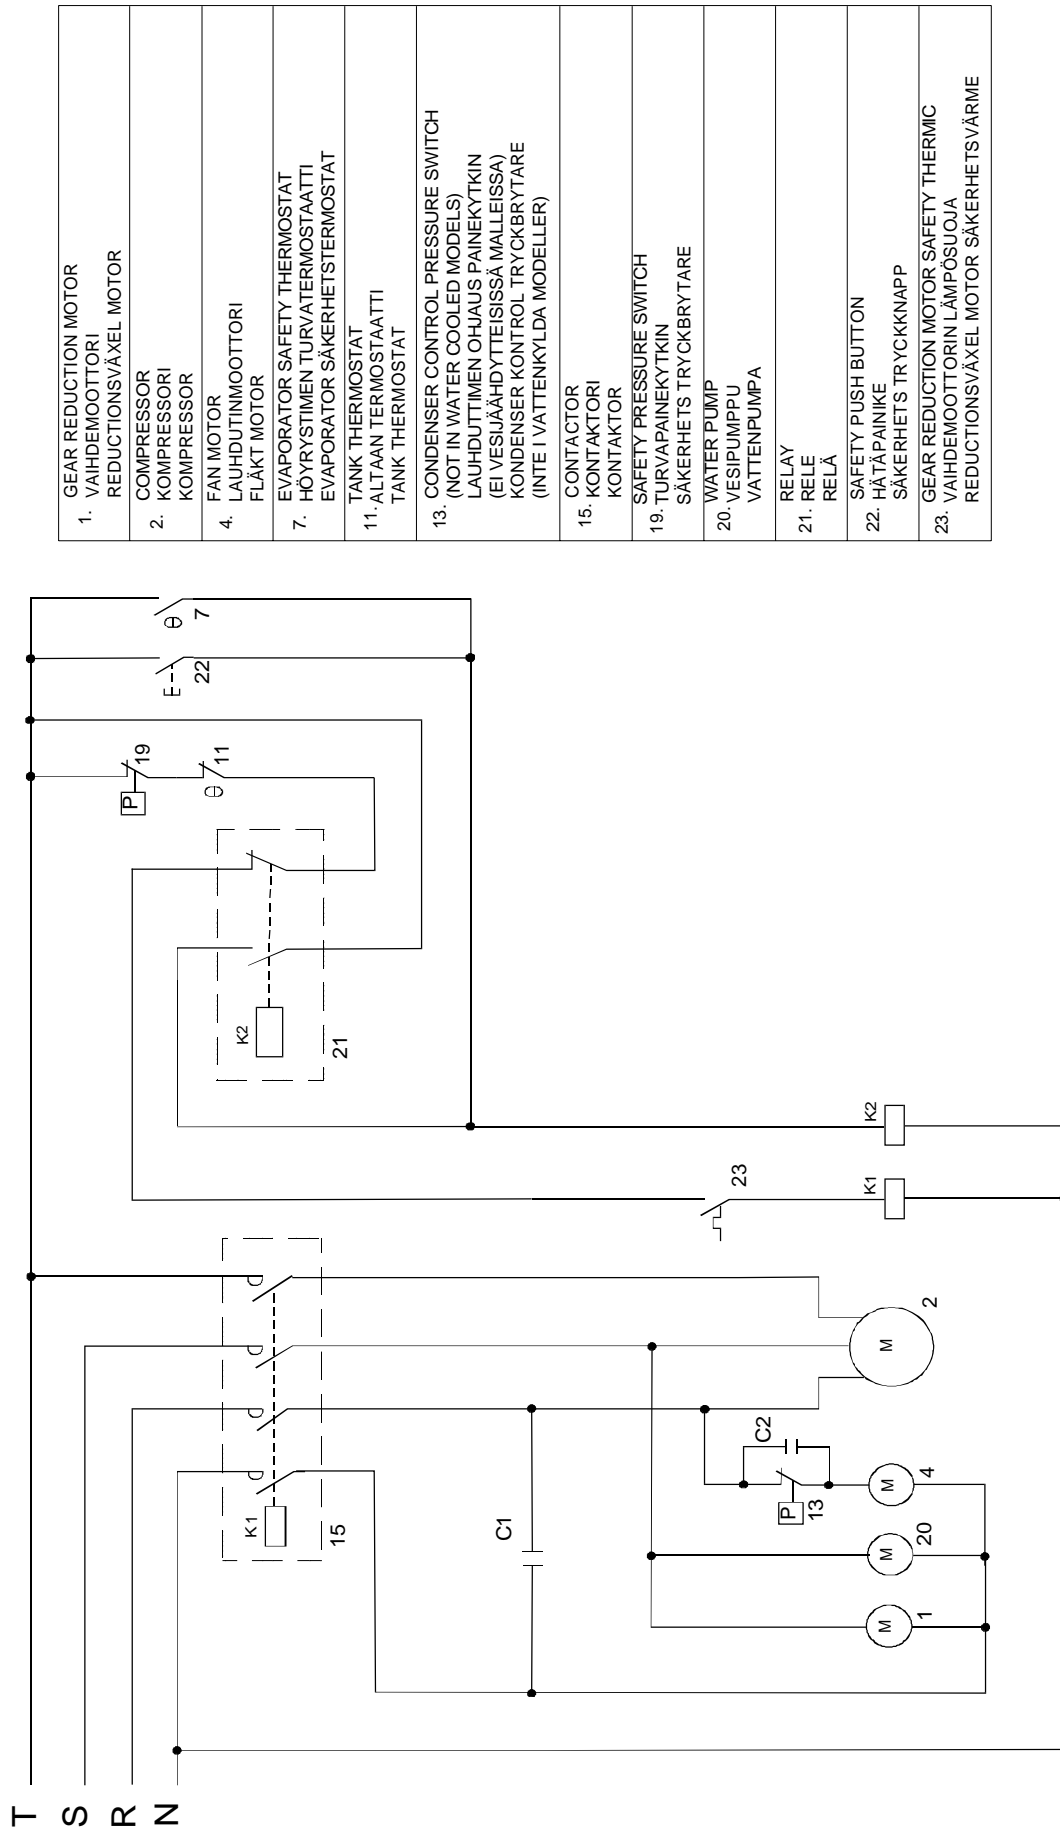 1.
GEAR REDUCTION MOTOR
VAIHDEMOOTTORI
REDUCTIONSVÄXEL MOTOR
2.
COMPRESSOR
KOMPRESSORI
KOMPRESSOR
4.
FAN MOTOR
LAUHDUTINMOOTTORI
FLÄKT MOTOR
7.
EVAPORATOR SAFETY THERMOSTAT
HÖYRYSTIMEN TURVATERMOSTAATTI
EVAPORATOR SÄKERHETSTERMOSTAT
11.
TANK THERMOSTAT
ALTAAN TERMOSTAATTI
TANK THERMOSTAT
13.
CONDENSER CONTROL PRESSURE SWITCH
(NOT IN WATER COOLED MODELS)
LAUHDUTTIMEN OHJAUS PAINEKYTKIN
(EI VESIJÄÄHDYTTEISISSÄ MALLEISSA)
KONDENSER KONTROL TRYCKBRYTARE
(INTE I VATTENKYLDA MODELLER)
15.
CONTACTOR
KONTAKTORI
KONTAKTOR
19.
SAFETY PRESSURE SWITCH
TURVAPAINEKYTKIN
SÄKERHETS TRYCKBRYTARE
20.
WATER PUMP
VESIPUMPPU
VATTENPUMPA
21.
RELAY
RELE
RELÄ
22.
SAFETY PUSH BUTTON
HÄTÄPAINIKE
SÄKERHETS TRYCKKNAPP
23.
GEAR REDUCTION MOTOR SAFETY THERMIC
VAIHDEMOOTTORIN LÄMPÖSUOJA
REDUCTIONSVÄXEL MOTOR SÄKERHETSVÄRME
θ
7
22
19
P
11
θ
K2
21
K2
K1
23
K1
15
2
M
C1
C2
P
13
M
4
M
20
M
1
T
S
R
N